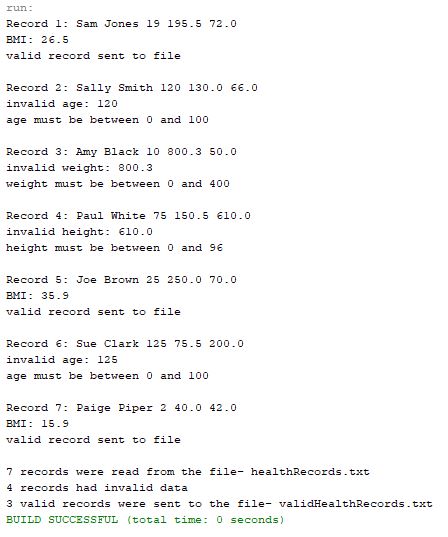 run:
Record 1: Sam Jones 19 195.5 72.0
BMI: 26.5
valid record sent to file
Record 2: Sally Smith 120 130.0 66.0
invalid age: 120
age must be between 0 and 100
Record 3: Amy Black 10 800.3 50.0
invalid weight: 800.3
weight must be between 0 and 400
Record 4: Paul White 75 150.5 610.0
invalid height: 610.0
height must be between 0 and 96
Record 5: Joe Brown 25 250.0 70.0
BMI: 35.9
valid record sent to file
Record 6: Sue Clark 125 75.5 200.0
invalid age: 125
age must be between 0 and 100
Record 7: Paige Piper 2 40.0 42.0
BMI: 15.9
valid record sent to file
7 records were read from the file- healthRecords.txt
4 records had invalid data
3 valid records were sent to the file- validHealthRecords.txt
BUILD SUCCESSFUL (total time: 0 seconds)